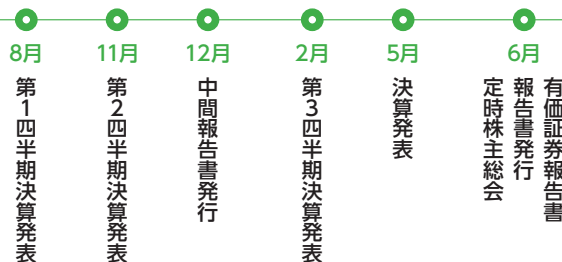 8月
第1四半期決算発表
11月
第2四半期決算発表
12月
中間報告書発行
2月
第3四半期決算発表
5月
決算発表
6月
有価証券報告書
報告書発行
定時株主総会